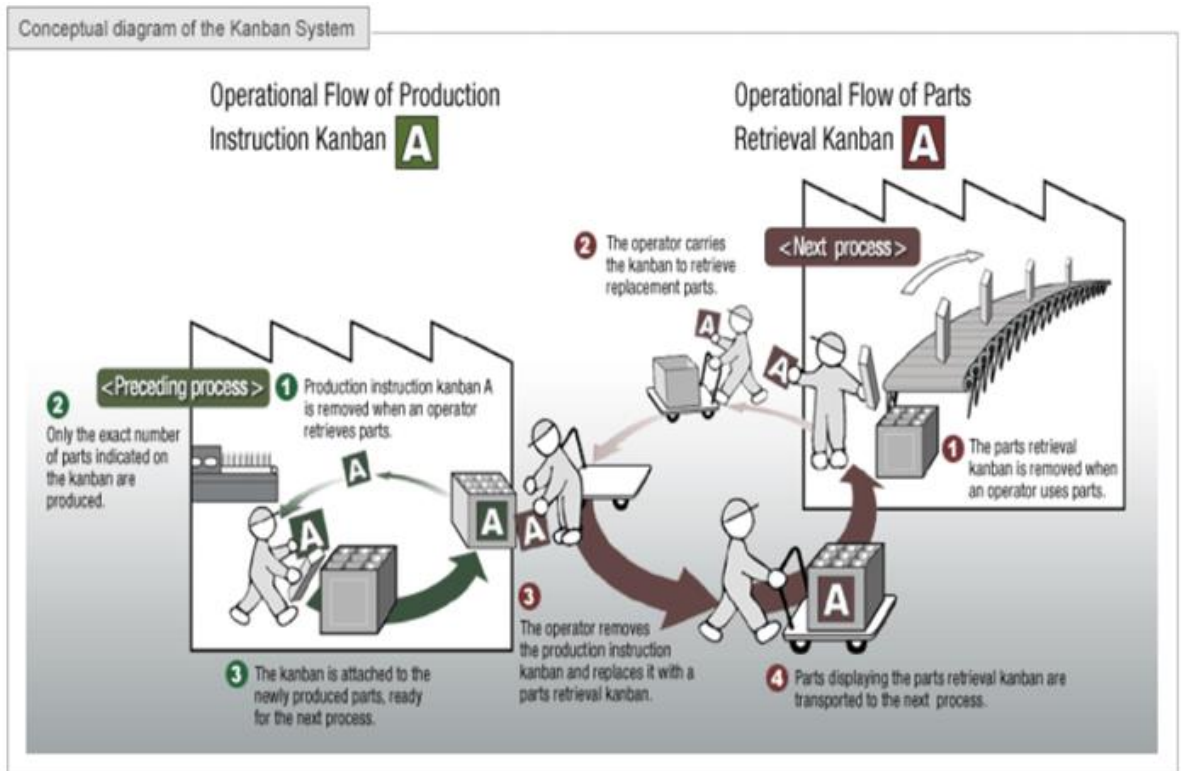 Conceptual diagram of the Kanban System
Operational Flow of Production
Instruction Kanban A
Operational Flow of Parts
Retrieval Kanban A
<Preceding process>
1 Production instruction kanban A
is removed when an operator
retrieves parts.
2
Only the exact number
of parts indicated on
the kanban are
produced.
A
A
A
A
3 The kanban is attached to the
newly produced parts, ready
for the next process.
<Next process>
1 The parts retrieval
kanban is removed when
an operator uses parts.
2 The operator carries
the kanban to retrieve
replacement parts.
A
A
3
The operator removes
the production instruction
kanban and replaces it with a
parts retrieval kanban.
A
4 Parts displaying the parts retrieval kanban are
transported to the next process.